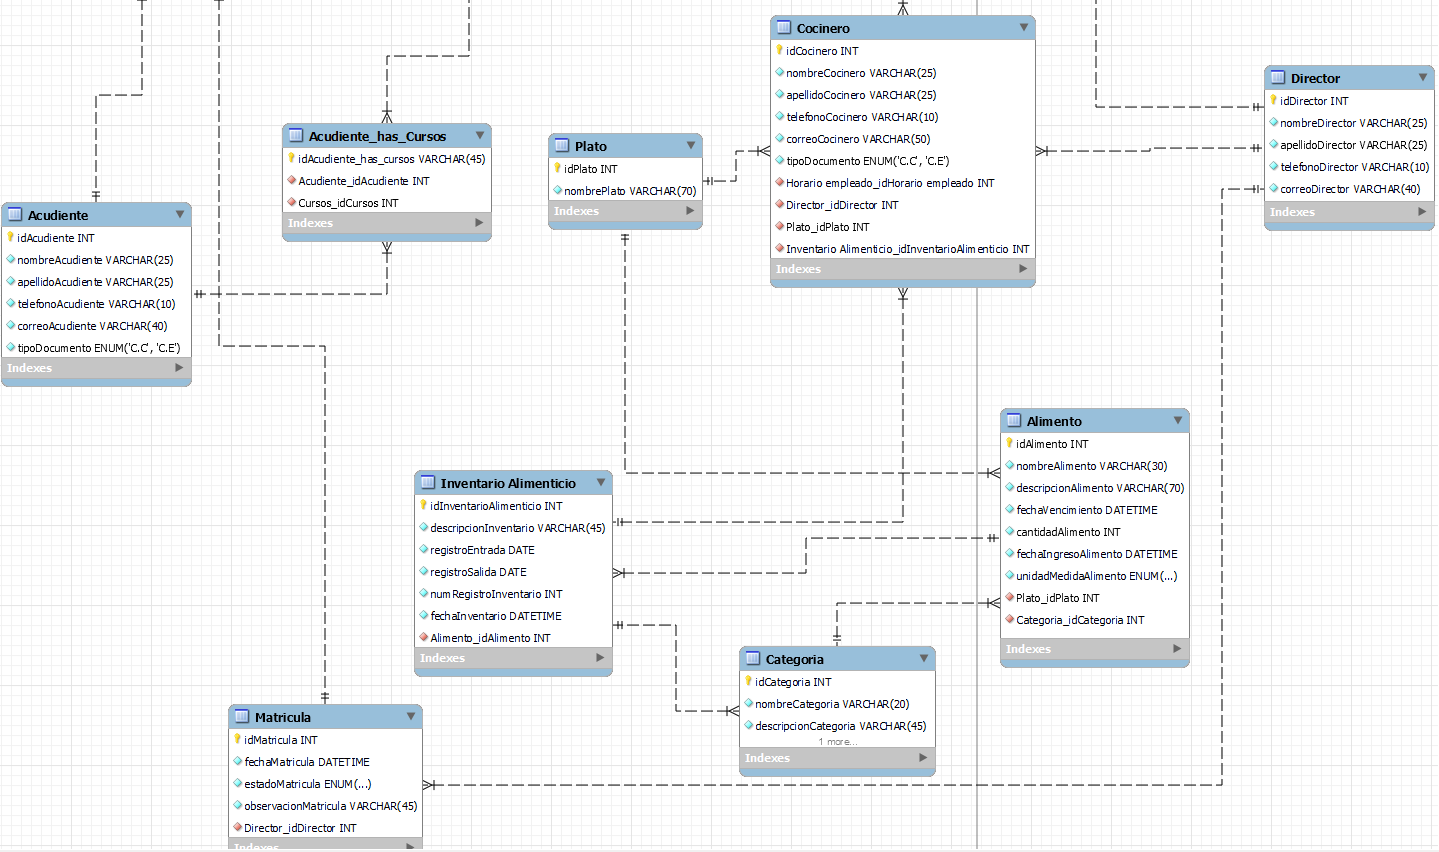 Cocinero
idCocinero INT
nombreCocinero VARCHAR(25)
apellidoCocinero VARCHAR(25)
telefonoCocinero VARCHAR(10)
correoCocinero VARCHAR(50)
tipoDocumento ENUM('C.C', 'C.E')
Horario empleado_idHorario empleado INT
Director_idDirector INT
Plato_idPlato INT
Inventario Alimenticio_idInventarioAlimenticio INT
Indexes
Director
idDirector INT
nombreDirector VARCHAR(25)
apellidoDirector VARCHAR(25)
telefonoDirector VARCHAR(10)
correoDirector VARCHAR(40)
Indexes
Acudiente_has_Cursos
idAcudiente_has_cursos VARCHAR(45)
Acudiente_idAcudiente INT
Cursos_idCursos INT
Indexes
Plato
idPlato INT
nombrePlato VARCHAR(70)
Indexes
Acudiente
idAcudiente INT
nombreAcudiente VARCHAR(25)
apellidoAcudiente VARCHAR(25)
telefonoAcudiente VARCHAR(10)
correoAcudiente VARCHAR(40)
tipoDocumento ENUM('C.C', 'C.E')
Indexes
Alimento
idAlimento INT
nombreAlimento VARCHAR(30)
descripcionAlimento VARCHAR(70)
fechaVencimiento DATETIME
cantidadAlimento INT
fechaIngresoAlimento DATETIME
unidadMedidaAlimento ENUM(...)
Plato_idPlato INT
Categoria_idCategoria INT
Indexes
Inventario Alimenticio
idInventarioAlimenticio INT
descripcionInventario VARCHAR(45)
registroEntrada DATE
registroSalida DATE
numRegistroInventario INT
fechaInventario DATETIME
Alimento_idAlimento INT
Indexes
Categoria
idCategoria INT
nombreCategoria VARCHAR(20)
descripcionCategoria VARCHAR(45)
1 more...
Indexes
Matricula
idMatricula INT
fechaMatricula DATETIME
estadoMatricula ENUM(...)
observacionMatricula VARCHAR(45)
Director_idDirector INT
Indexes